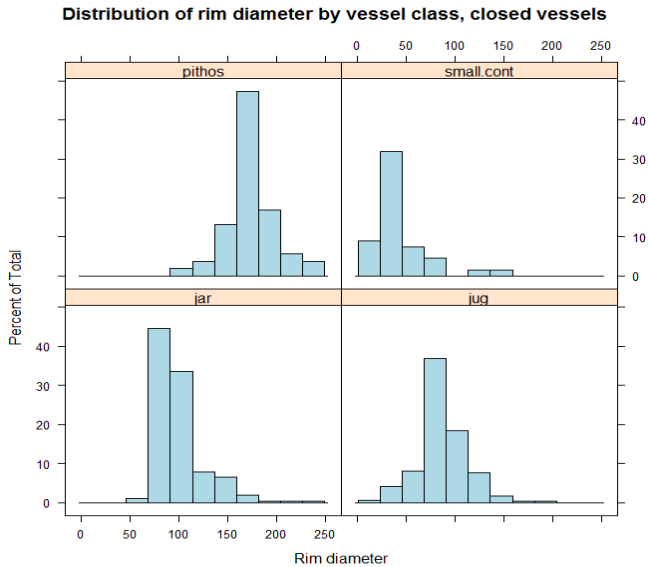 Distribution of rim diameter by vessel class, closed vessels
0 50 100 150 200 250
pithos small.cont
40
30
20
10
0
Percent of Total
jar jug
40
30
20
10
0
0 50 100 150 200 250
Rim diameter